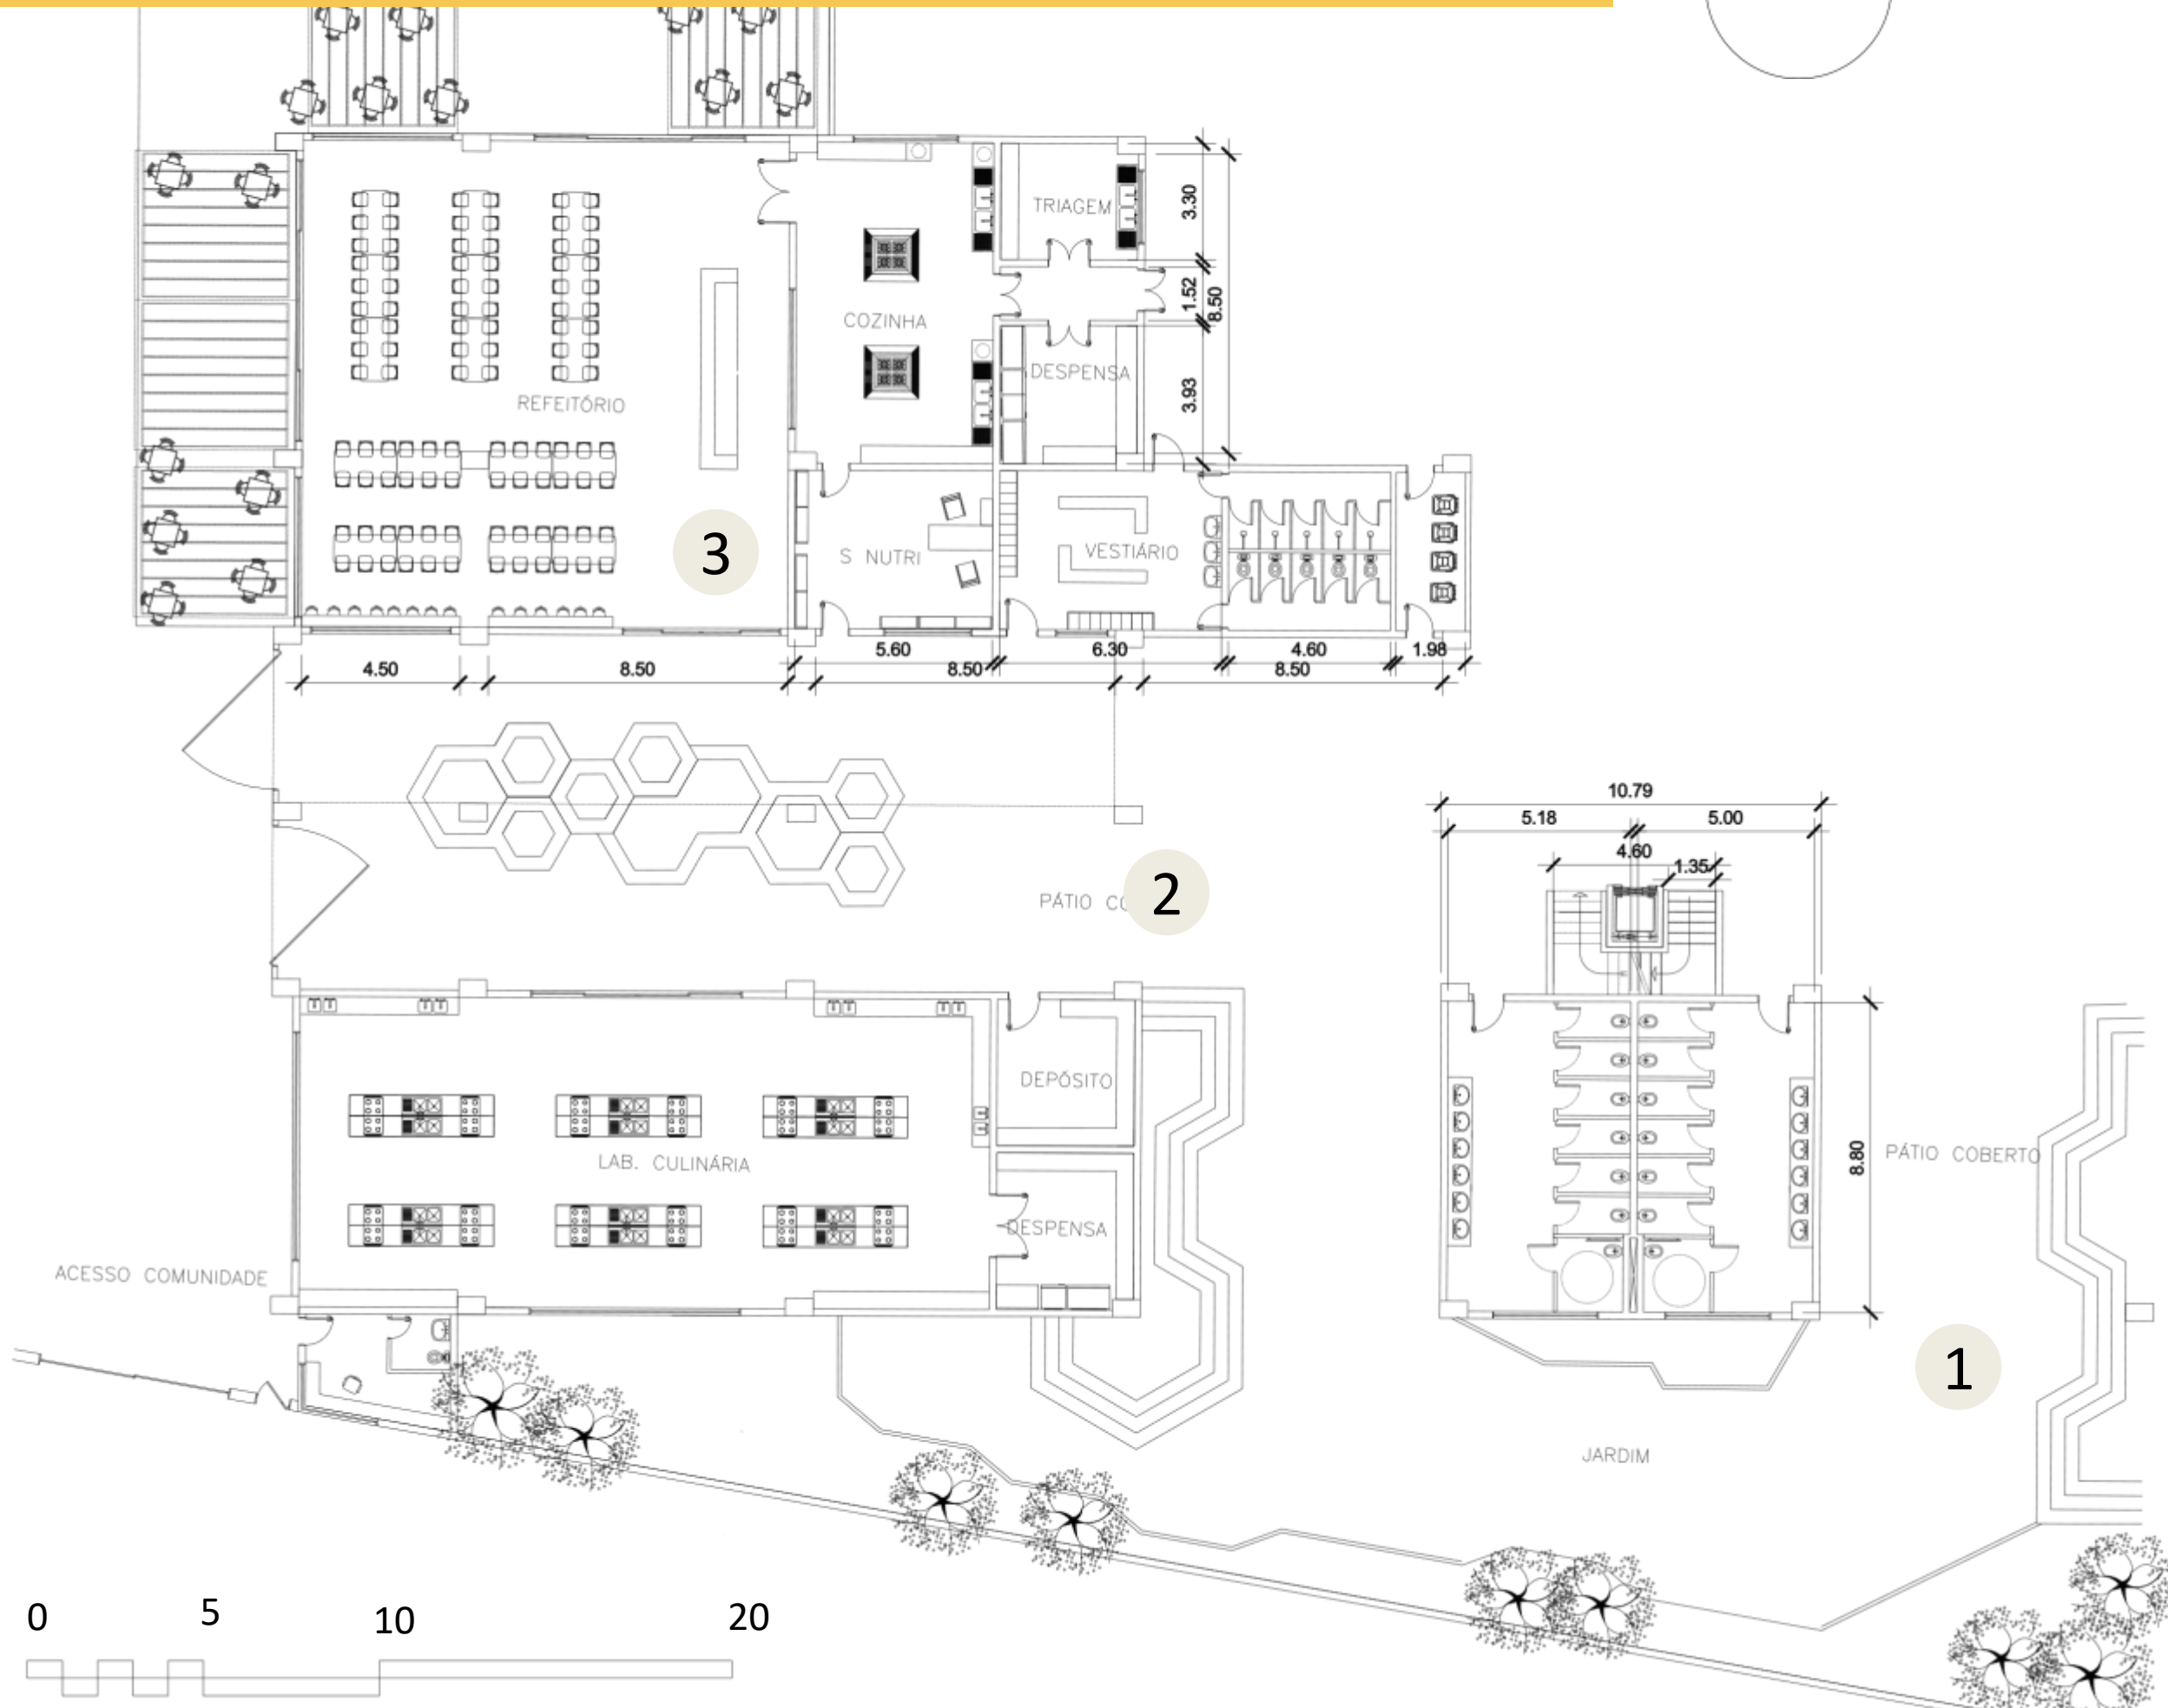 TRIAGEM
3.30
1.52
8.50
COZINHA
DESPENSA
3.93
REFEITÓRIO
3
S NUTRI
VESTIÁRIO
5.60
6.30
4.60
1.98
4.50
8.50
8.50
8.50
10.79
5.18
5.00
4.60
1.35
PÁTIO CO
2
DEPÓSITO
LAB. CULINÁRIA
PÁTIO COBERTO
8.80
DESPENSA
ACESSO COMUNIDADE
1
JARDIM
0
5
10
20